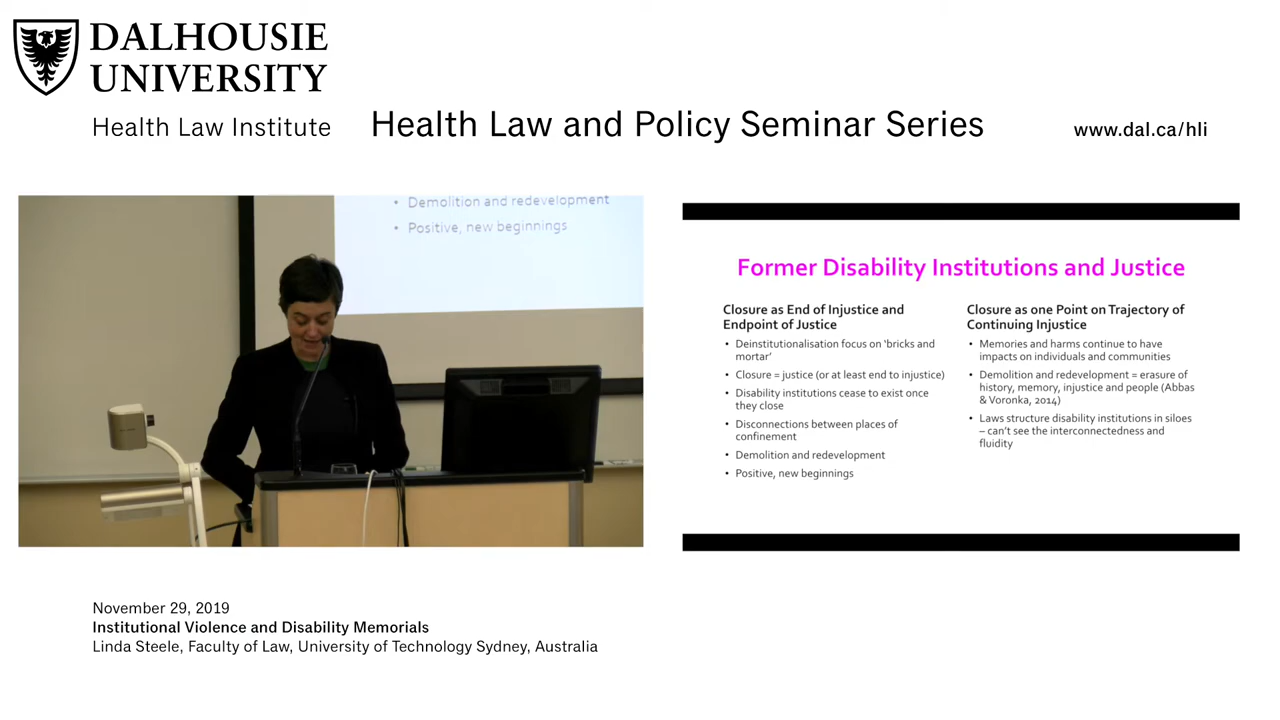 DALHOUSIE
UNIVERSITY
Health Law Institute
Health Law and Policy Seminar Series
www.dal.ca/hli
• Demolition and redevelopment
• Positive, new beginnings
Former Disability Institutions and Justice
Closure as End of Injustice and
Endpoint of Justice
• Deinstitutionalisation focus on ‘bricks and
mortar’
• Closure = justice (or at least end to injustice)
• Disability institutions cease to exist once
they close
• Disconnections between places of
confinement
• Demolition and redevelopment
• Positive, new beginnings
Closure as one Point on Trajectory of
Continuing Injustice
• Memories and harms continue to have
impacts on individuals and communities
• Demolition and redevelopment = erasure of
history, memory, injustice and people (Abbas
& Voronka, 2014)
• Laws structure disability institutions in siloes
– can’t see the interconnectedness and
fluidity
November 29, 2019
Institutional Violence and Disability Memorials
Linda Steele, Faculty of Law, University of Technology Sydney, Australia